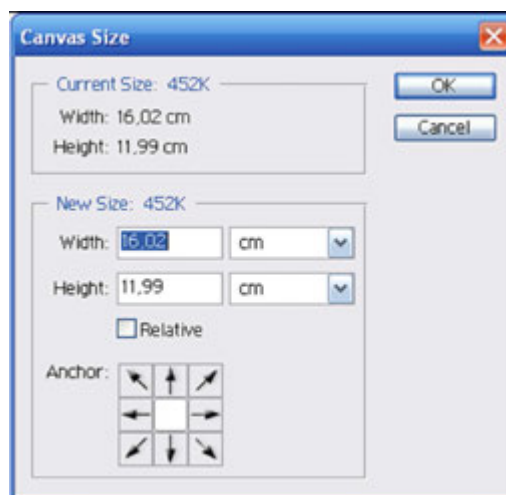 Canvas Size
Current Size: 452K
OK
Width: 16,02 cm
Cancel
Height: 11,99 cm
New Size: 452K
Width: 16,02 cm
Height: 11,99 cm
Relative
Anchor: